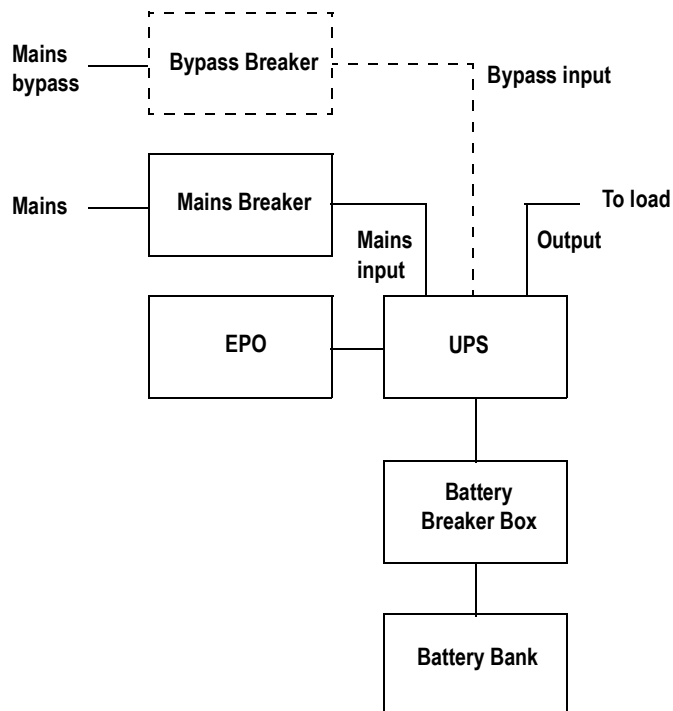 Mains
bypass
Bypass Breaker
Bypass input
Mains
Mains Breaker
Mains
input
Output
To load
EPO
UPS
Battery
Breaker Box
Battery Bank